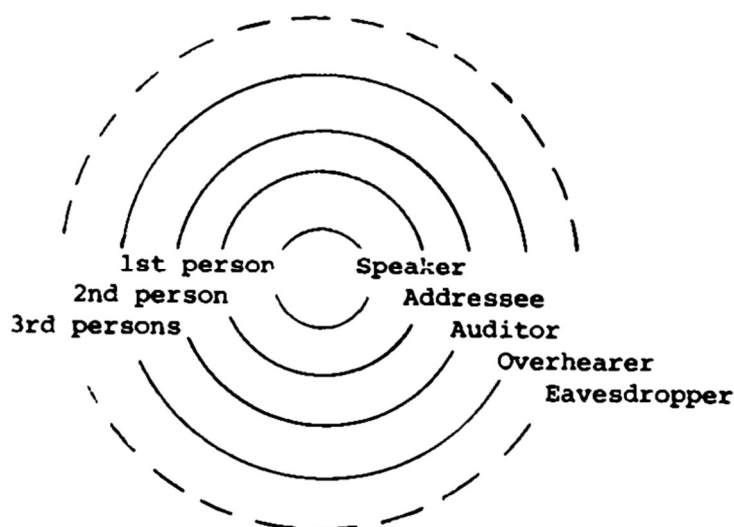 1st person Speaker
2nd person Addressee
3rd persons Auditor
Overhearer
Eavesdropper